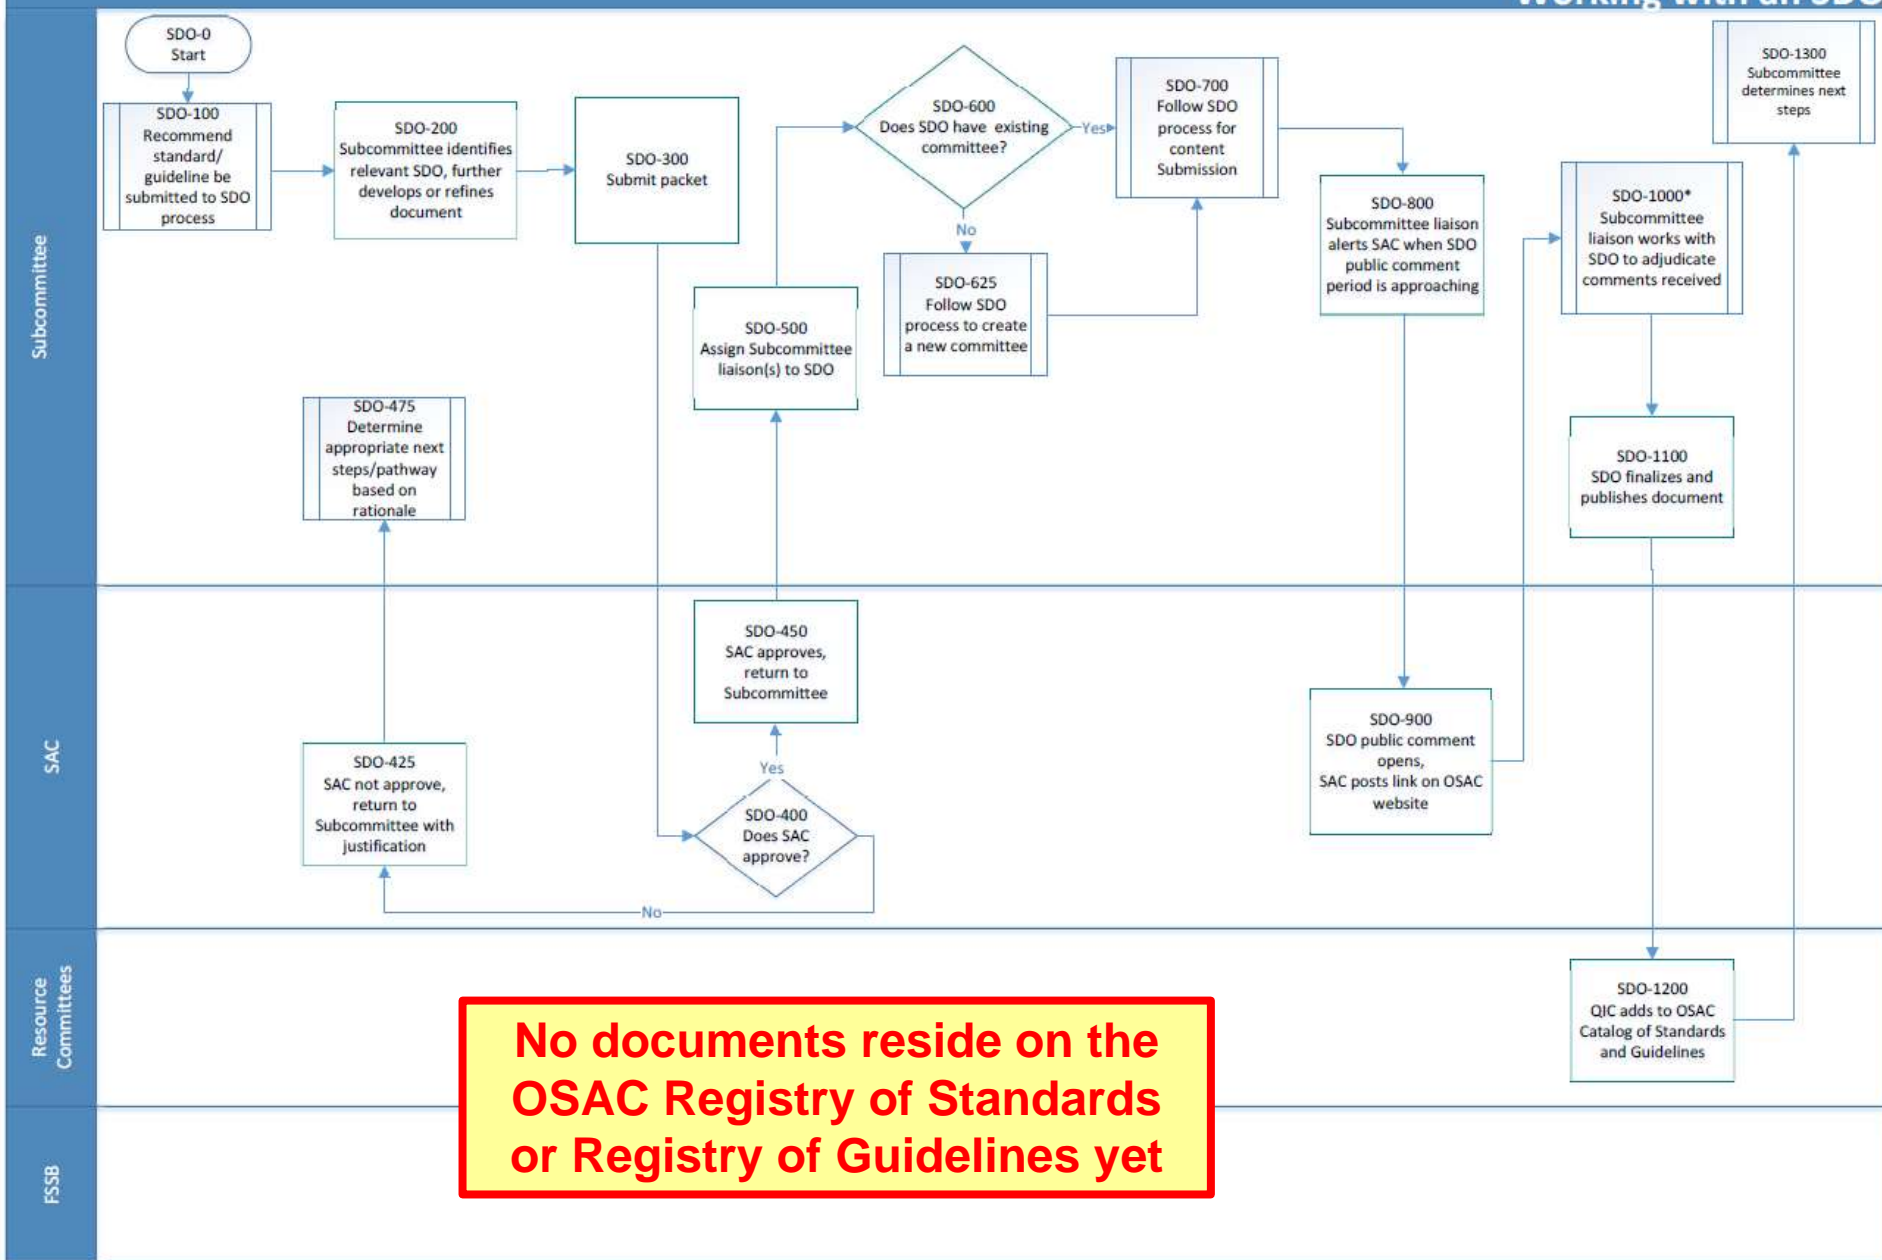 Working with an SDO
SDO-0
Start
SDO-100
Recommend
standard/
guideline be
submitted to SDO
process
SDO-200
Subcommittee identifies
relevant SDO, further
develops or refines
document
SDO-300
Submit packet
SDO-600
Does SDO have existing
committee?
Yes
No
SDO-625
Follow SDO
process to create
a new committee
SDO-700
Follow SDO
process for
content
Submission
SDO-800
Subcommittee liaison
alerts SAC when SDO
public comment
period is approaching
SDO-1000*
Subcommittee
liaison works with
SDO to adjudicate
comments received
SDO-1300
Subcommittee
determines next
steps
SDO-500
Assign Subcommittee
liaison(s) to SDO
SDO-475
Determine
appropriate next
steps/pathway
based on
rationale
SDO-1100
SDO finalizes and
publishes document
Subcommittee
SDO-450
SAC approves,
return to
Subcommittee
Yes
SDO-400
Does SAC
approve?
No
SDO-425
SAC not approve,
return to
Subcommittee with
justification
SDO-900
SDO public comment
opens,
SAC posts link on OSAC
website
SAC
SDO-1200
QIC adds to OSAC
Catalog of Standards
and Guidelines
Resource
Committees
No documents reside on the
OSAC Registry of Standards
or Registry of Guidelines yet
FSSB